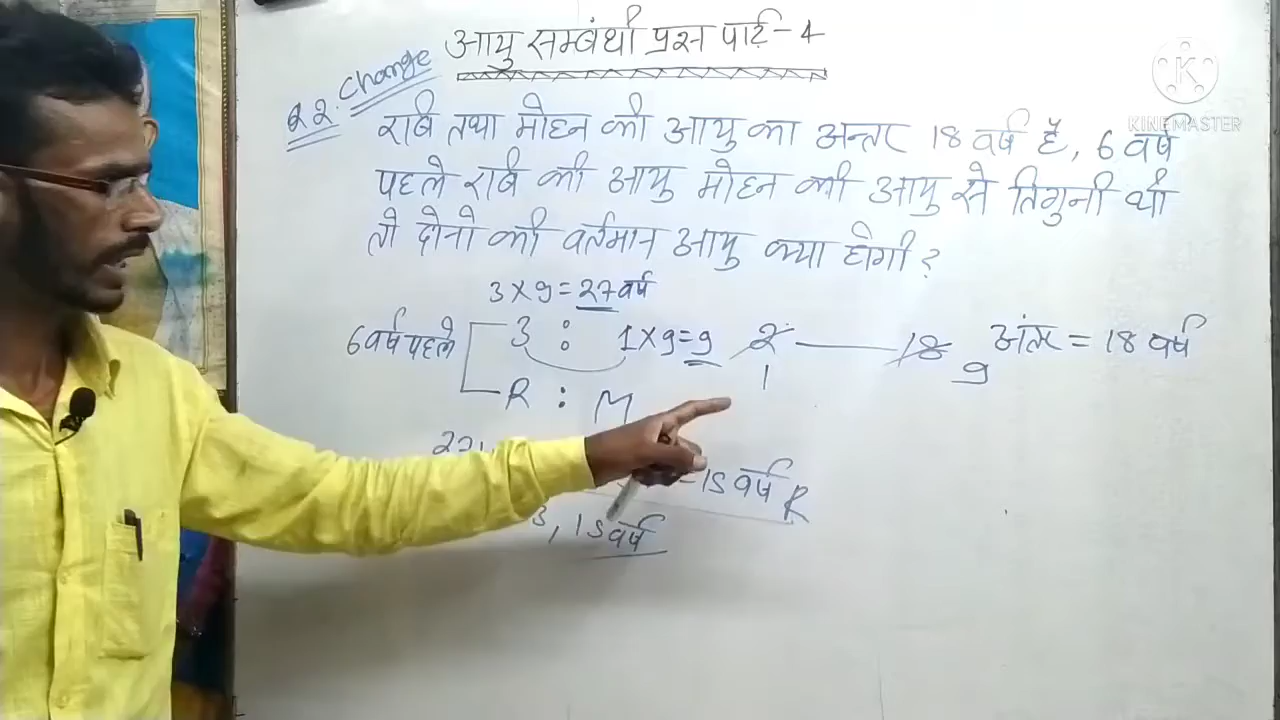 आयु सम्बंधी प्रश्न पार्ट-4
Q 2. Change
KINEMASTER
रवि तथा मोहन की आयु का अन्तर 18 वर्ष है, 6 वर्ष
पहले रवि की आयु मोहन की आयु से तिगुनी थी
तो दोनो की वर्तमान आयु क्या होगी ?
3 x 9 = 27 वर्ष
6 वर्ष पहले 3 : 1 x 9 = 9 2 — 18 अंतर = 18 वर्ष
1 9
R : M
15 वर्ष R
3, 15 वर्ष